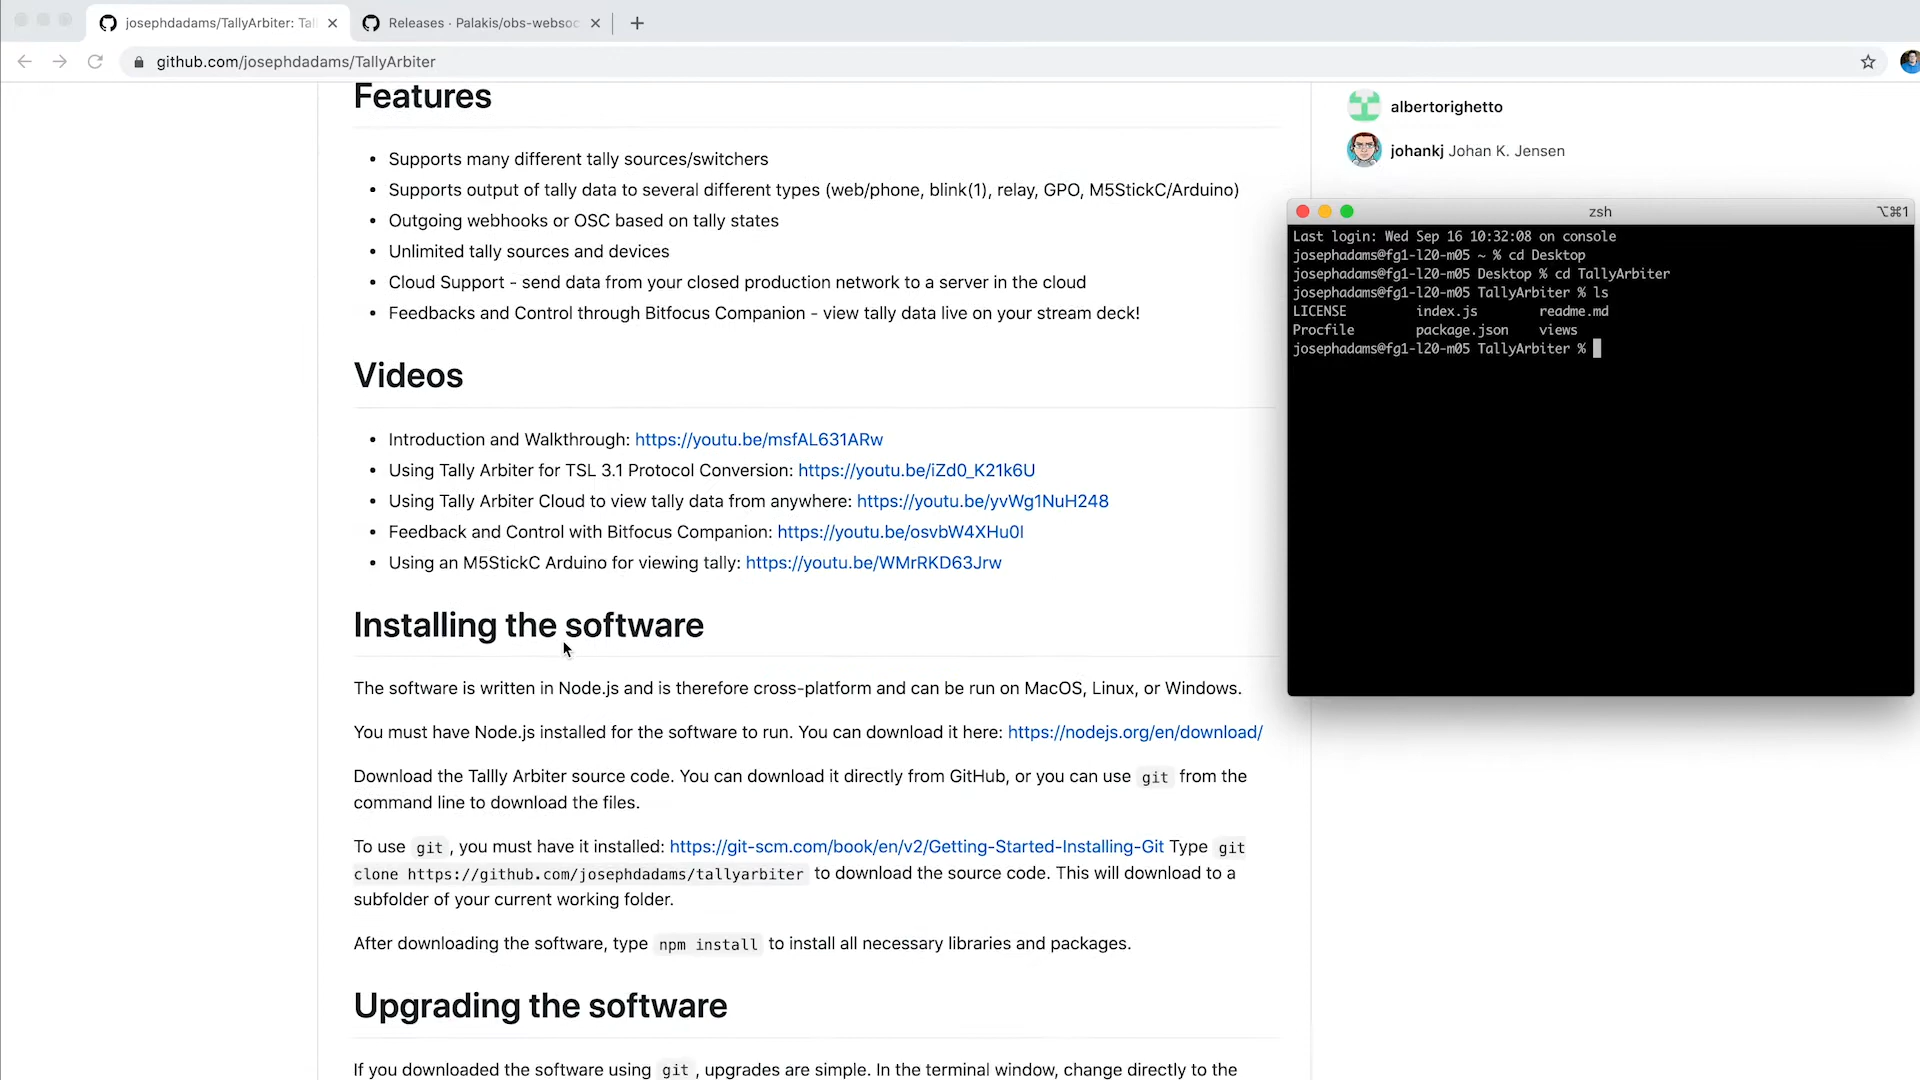 josephdadams/TallyArbiter: Tal
Releases · Palakis/obs-websoc
github.com/josephdadams/TallyArbiter
Features
Supports many different tally sources/switchers
Supports output of tally data to several different types (web/phone, blink(1), relay, GPO, M5StickC/Arduino)
Outgoing webhooks or OSC based on tally states
Unlimited tally sources and devices
Cloud Support - send data from your closed production network to a server in the cloud
Feedbacks and Control through Bitfocus Companion - view tally data live on your stream deck!
Videos
Introduction and Walkthrough: https://youtu.be/msfAL631ARw
Using Tally Arbiter for TSL 3.1 Protocol Conversion: https://youtu.be/iZd0_K21k6U
Using Tally Arbiter Cloud to view tally data from anywhere: https://youtu.be/yvWg1NuH248
Feedback and Control with Bitfocus Companion: https://youtu.be/osvbW4XHu0I
Using an M5StickC Arduino for viewing tally: https://youtu.be/WMrRKD63Jrw
Installing the software
The software is written in Node.js and is therefore cross-platform and can be run on MacOS, Linux, or Windows.
You must have Node.js installed for the software to run. You can download it here: https://nodejs.org/en/download/
Download the Tallly Arbiter source code. You can download it directly from GitHub, or you can use git from the
command line to download the files.
To use git , you must have it installed: https://git-scm.com/book/en/v2/Getting-Started-Installing-Git Type git
clone https://github.com/josephdadams/tallyarbiter to download the source code. This will download to a
subfolder of your current working folder.
After downloading the software, type npm install to install all necessary libraries and packages.
Upgrading the software
If you downloaded the software using git , upgrades are simple. In the terminal window, change directly to the
albertorighetto
johankj Johan K. Jensen
zsh
⌥⌘1
Last login: Wed Sep 16 10:32:08 on console
josephadams@fg1-l20-m05 ~ % cd Desktop
josephadams@fg1-l20-m05 Desktop % cd TallyArbiter
josephadams@fg1-l20-m05 TallyArbiter % ls
LICENSE index.js readme.md
Procfile package.json views
josephadams@fg1-l20-m05 TallyArbiter %